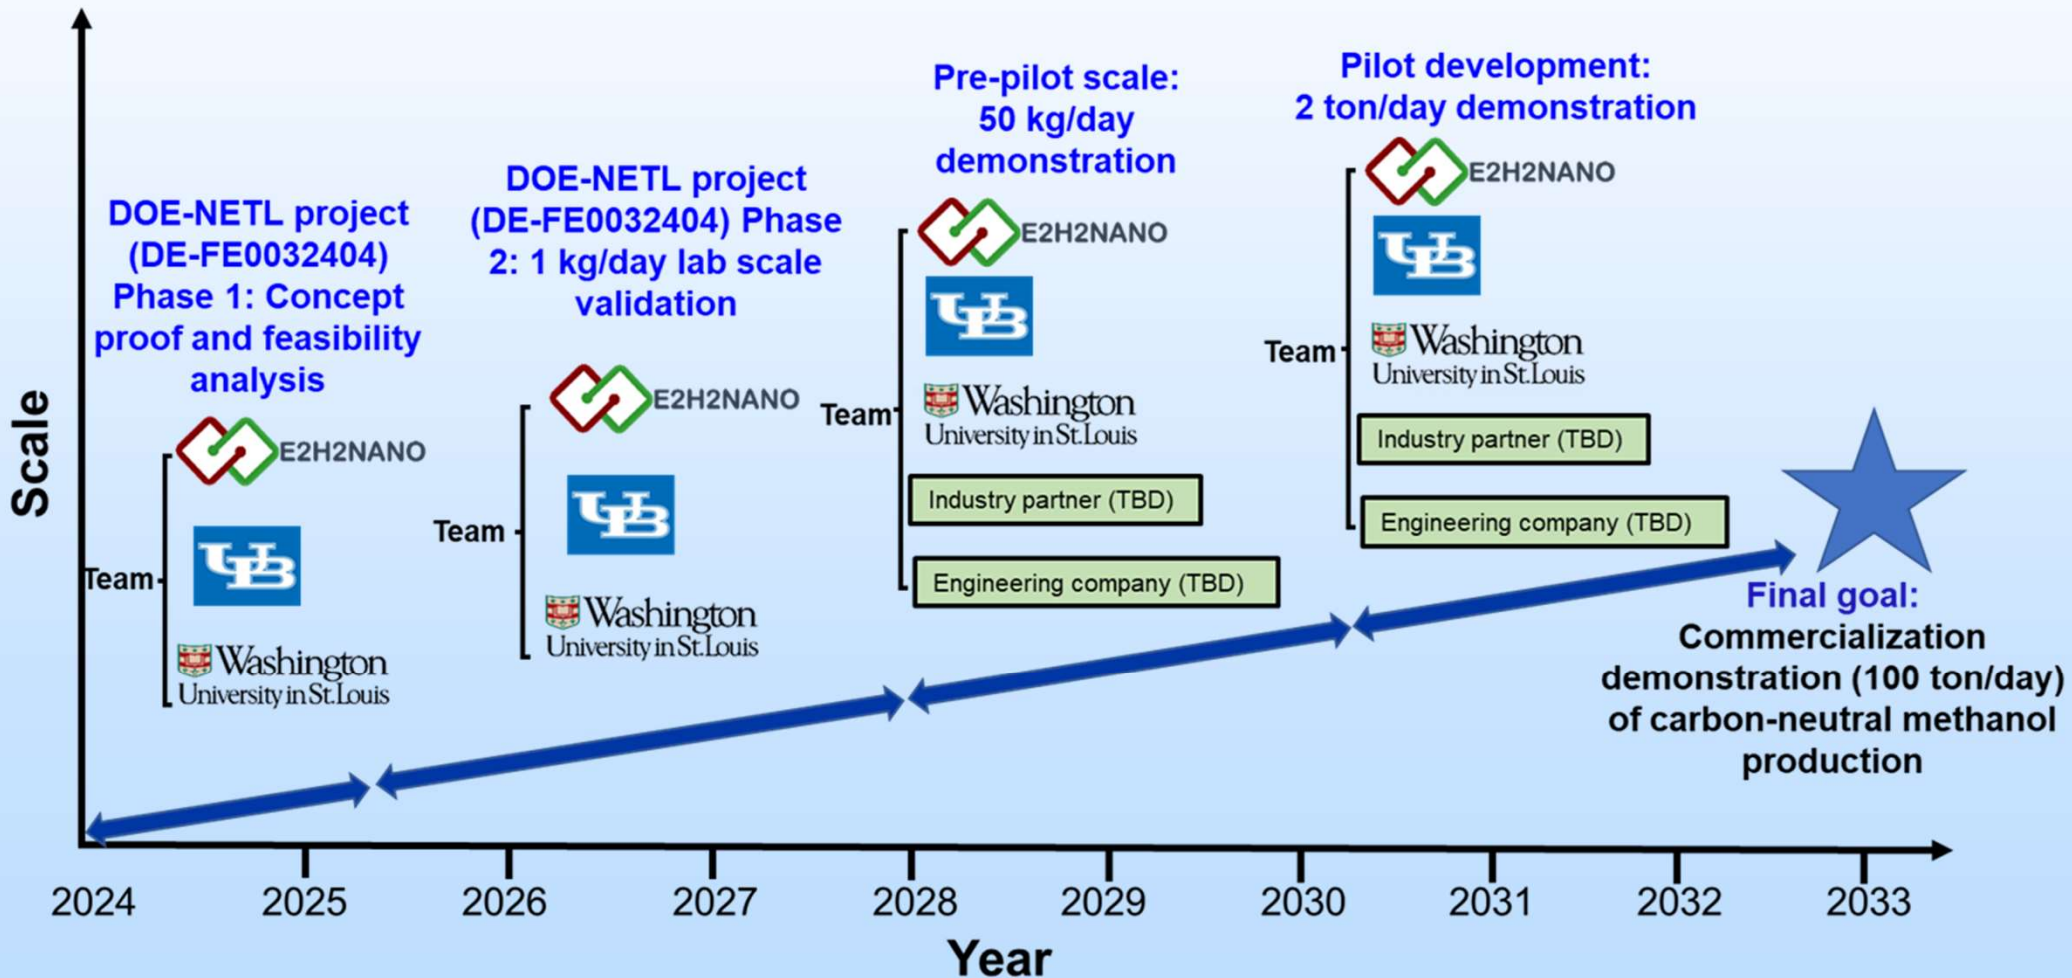 Scale
DOE-NETL project
(DE-FE0032404)
Phase 1: Concept
proof and feasibility
analysis
E2H2NANO
UB
Team
Washington
University in St. Louis
DOE-NETL project
(DE-FE0032404) Phase
2: 1 kg/day lab scale
validation
E2H2NANO
UB
Team
Washington
University in St. Louis
Pre-pilot scale:
50 kg/day
demonstration
E2H2NANO
UB
Team
Washington
University in St. Louis
Industry partner (TBD)
Engineering company (TBD)
Pilot development:
2 ton/day demonstration
E2H2NANO
UB
Team
Washington
University in St. Louis
Industry partner (TBD)
Engineering company (TBD)
Final goal:
Commercialization
demonstration (100 ton/day)
of carbon-neutral methanol
production
2024 2025 2026 2027 2028 2029 2030 2031 2032 2033
Year